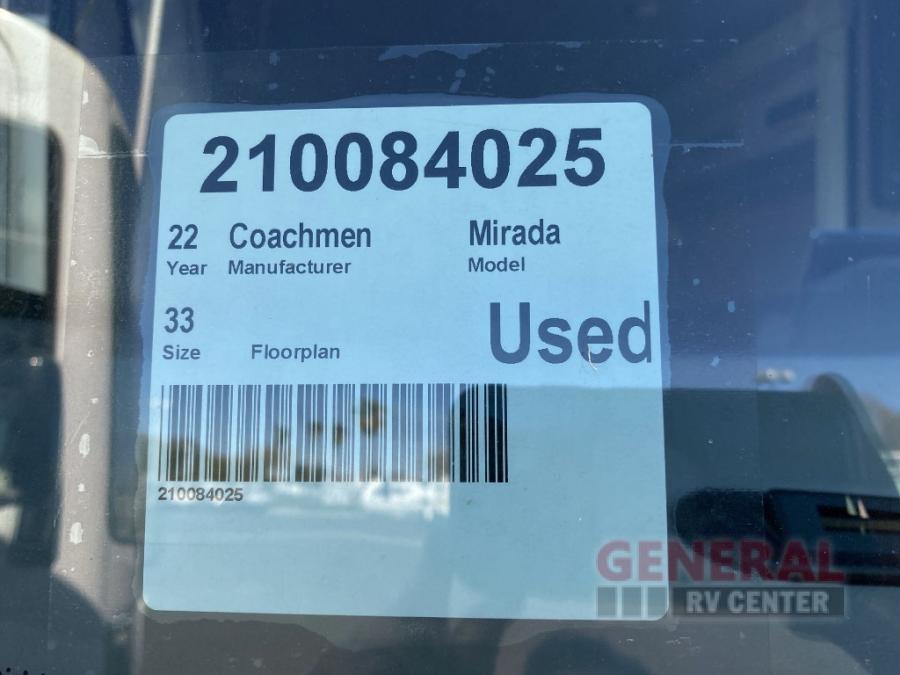 210084025
22 Coachmen Mirada
Year Manufacturer Model
33 Used
Size Floorplan
210084025
GENERAL
RV CENTER